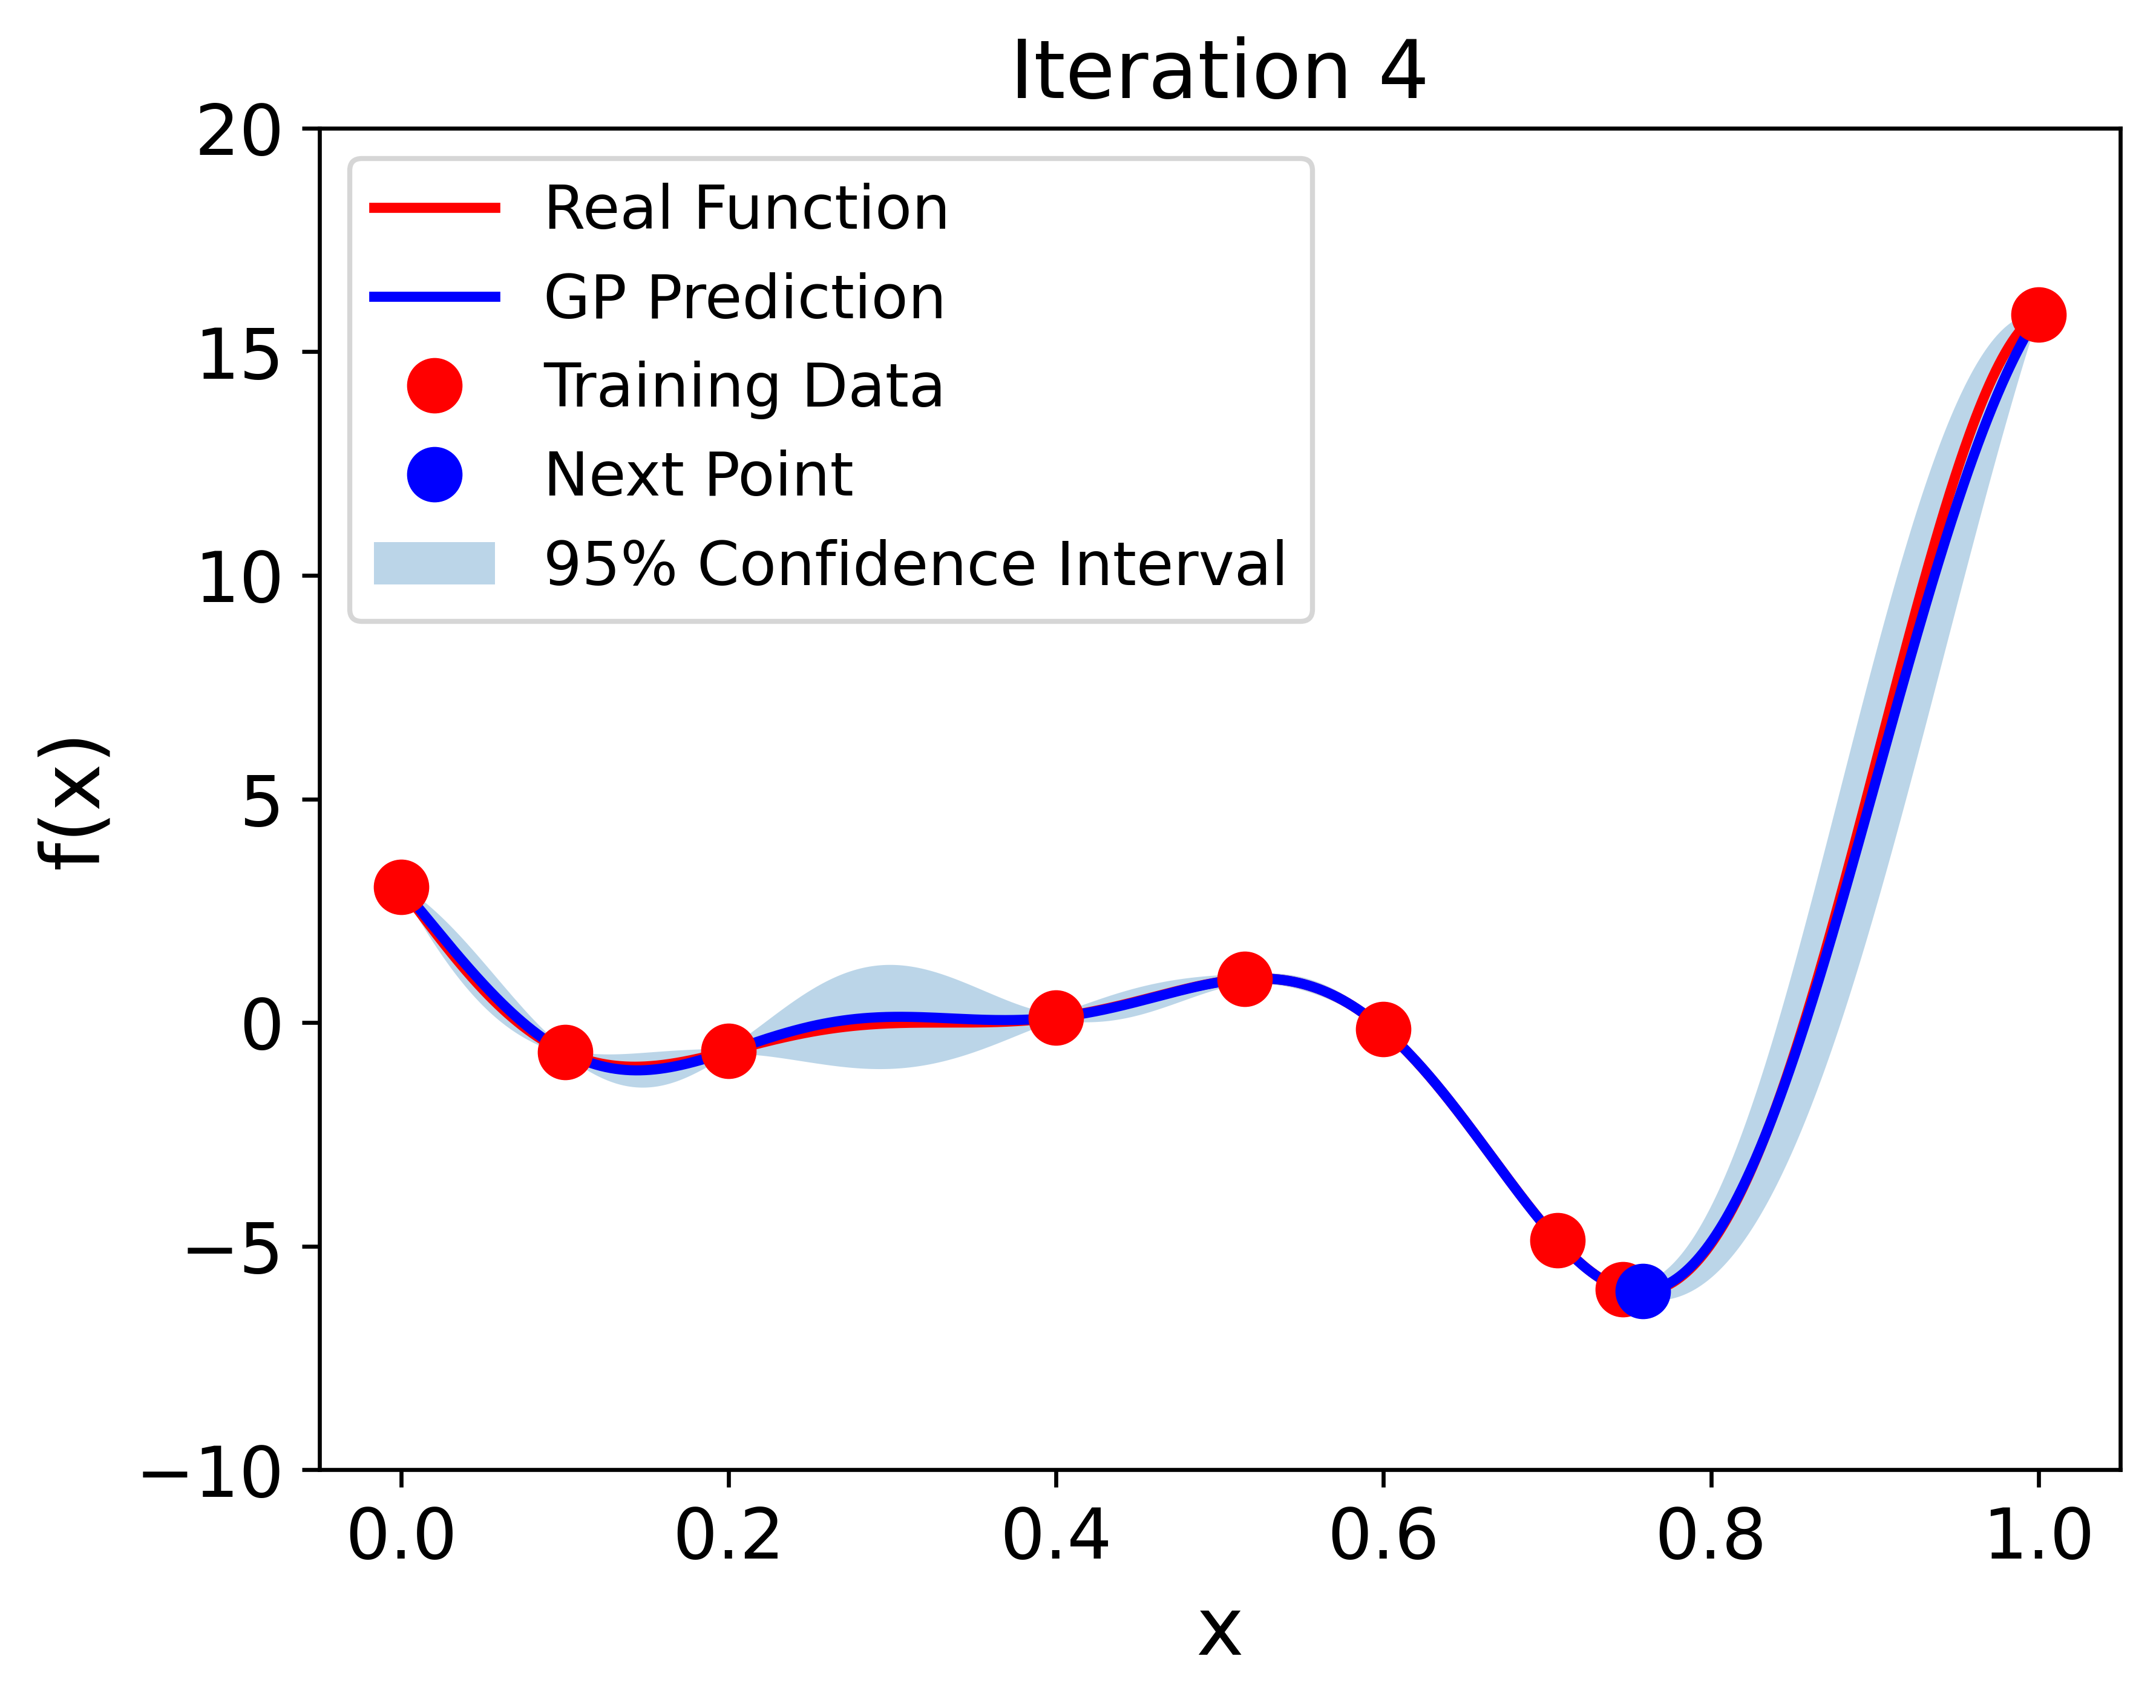 Iteration 4
20
15
10
5
0
−5
−10
f(x)
Real Function
GP Prediction
Training Data
Next Point
95% Confidence Interval
0.0 0.2 0.4 0.6 0.8 1.0
x